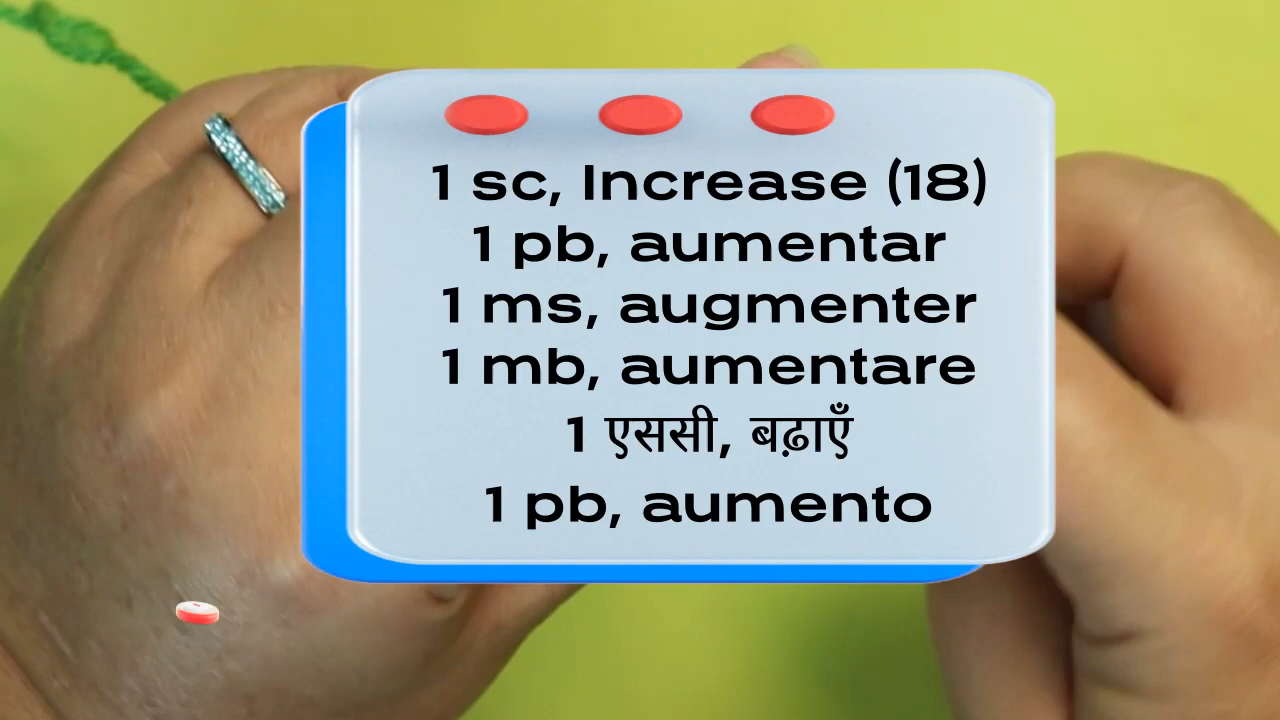 1 sc, Increase (18)
1 pb, aumentar
1 ms, augmenter
1 mb, aumentare
1 एससी, बढ़ाएँ
1 pb, aumento